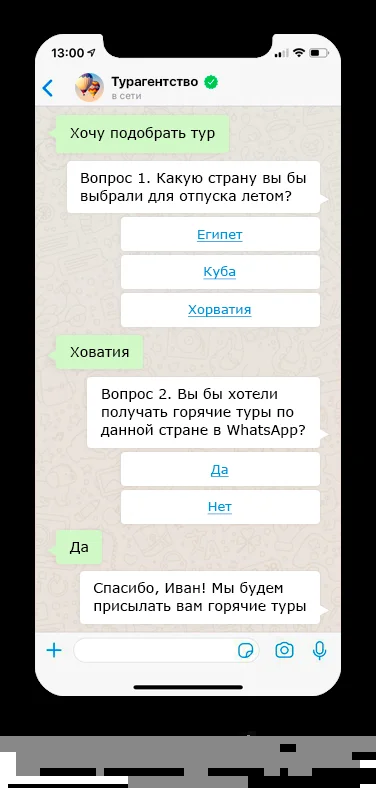 13:00
Турагентство
в сети
Хочу подобрать тур
Вопрос 1. Какую страну вы бы
выбрали для отпуска летом?
Египет
Куба
Хорватия
Ховатия
Вопрос 2. Вы бы хотели
получать горячие туры по
данной стране в WhatsApp?
Да
Нет
Да
Спасибо, Иван! Мы будем
присылать вам горячие туры